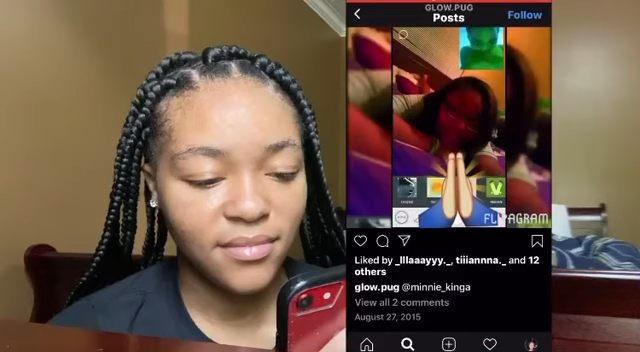 GLOW.PUG
Posts
Follow
FLIPAGRAM
Liked by _lllaaayyy._, tiiiannna._ and 12
others
glow.pug @minnie_kinga
View all 2 comments
August 27, 2015